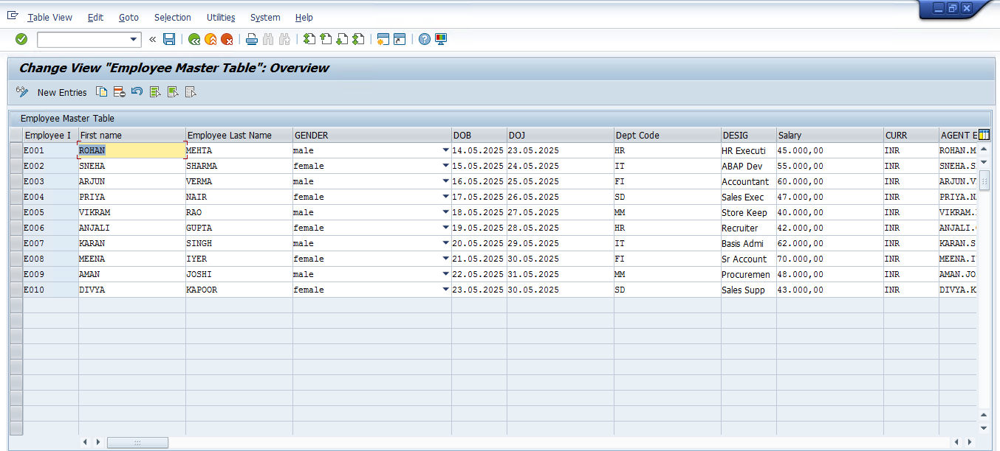 Table View Edit Goto Selection Utilities System Help
Change View "Employee Master Table": Overview
New Entries
Employee Master Table
Employee I First name Employee Last Name GENDER DOB DOJ Dept Code DESIG Salary CURR AGENT E
E001 ROHAN MEHTA male 14.05.2025 23.05.2025 HR HR Executi 45.000,00 INR ROHAN.M
E002 SNEHA SHARMA female 15.05.2025 24.05.2025 IT ABAP Dev 55.000,00 INR SNEHA.S
E003 ARJUN VERMA male 16.05.2025 25.05.2025 FI Accountant 60.000,00 INR ARJUN.V
E004 PRIYA NAIR female 17.05.2025 26.05.2025 SD Sales Exec 47.000,00 INR PRIYA.N
E005 VIKRAM RAO male 18.05.2025 27.05.2025 MM Store Keep 40.000,00 INR VIKRAM.
E006 ANJALI GUPTA female 19.05.2025 28.05.2025 HR Recruiter 42.000,00 INR ANJALI.
E007 KARAN SINGH male 20.05.2025 29.05.2025 IT Basis Admi 62.000,00 INR KARAN.S
E008 MEENA IYER female 21.05.2025 30.05.2025 FI Sr Account 70.000,00 INR MEENA.I
E009 AMAN JOSHI male 22.05.2025 31.05.2025 MM Procuremen 48.000,00 INR AMAN.JO
E010 DIVYA KAPOOR female 23.05.2025 30.05.2025 SD Sales Supp 43.000,00 INR DIVYA.K